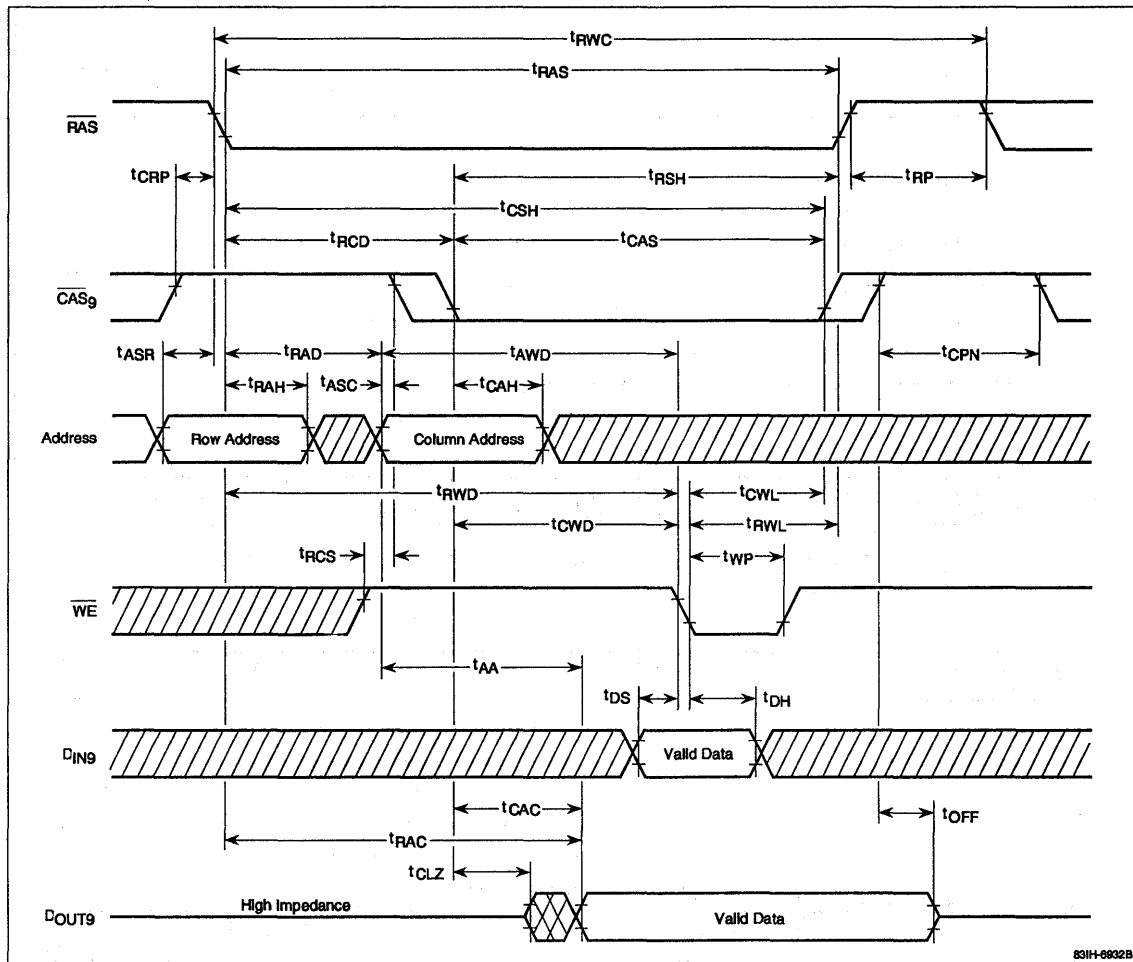 tRWC
tRAS
RAS
tCRP
tRSH
tRP
tCSH
tRCD
tCAS
CAS9
tASR
tRAD
tAWD
tCPN
tRAH
tASC
tCAH
Address
Row Address
Column Address
tRWD
tCWL
tCWD
tRWL
tRCS
tWP
WE
tAA
tDS
tDH
DIN9
Valid Data
tCAC
tOFF
tRAC
tCLZ
High Impedance
DOUT9
Valid Data
83IH-6932B